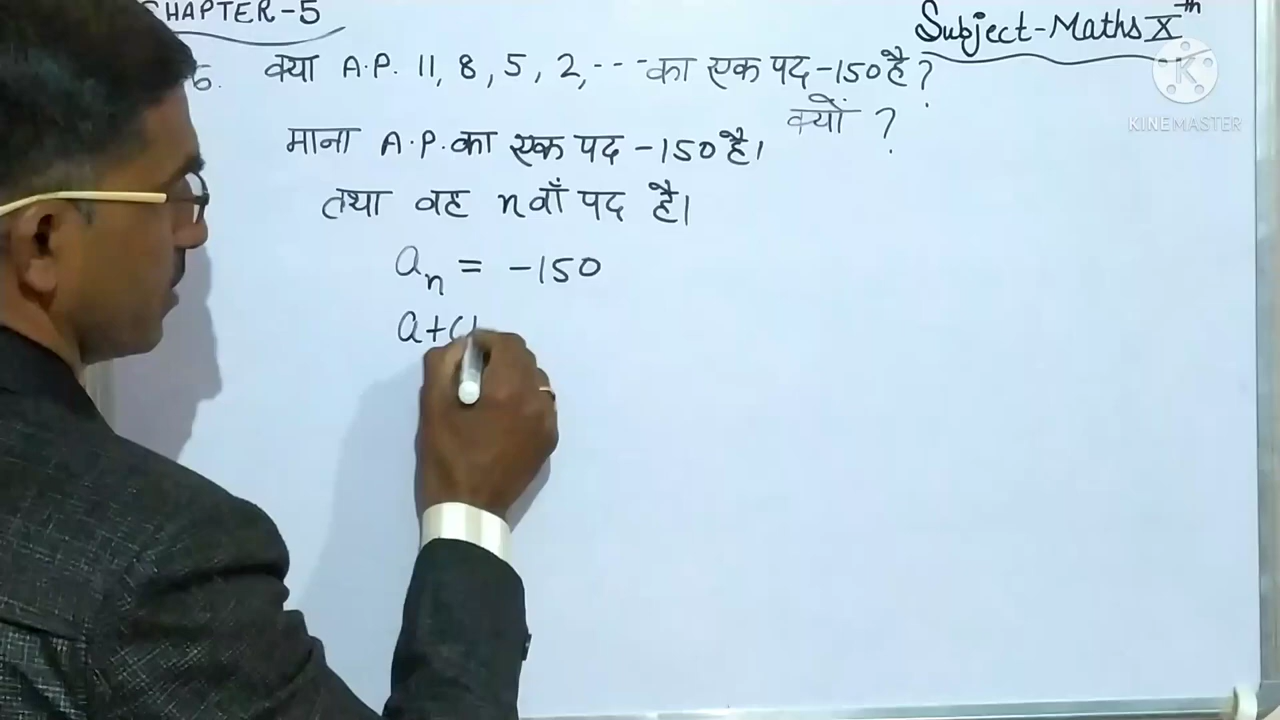 CHAPTER-5
Subject-Maths Xth
6. क्या A.P. 11, 8, 5, 2, --- का एक पद -150 है?
क्यों ?
माना A.P. का एक पद -150 है।
तथा वह n वाँ पद है।
an = -150
a+(
KINEMASTER